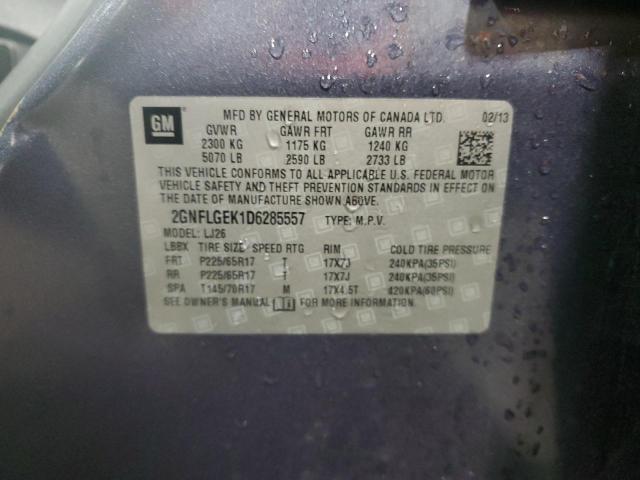 GM
MFD BY GENERAL MOTORS OF CANADA LTD. 02/13
GVWR GAWR FRT GAWR RR
2300 KG 1175 KG 1240 KG
5070 LB 2590 LB 2733 LB
THIS VEHICLE CONFORMS TO ALL APPLICABLE U.S. FEDERAL MOTOR
VEHICLE SAFETY AND THEFT PREVENTION STANDARDS IN EFFECT ON
THE DATE OF MANUFACTURE SHOWN ABOVE.
2GNFLGEK1D6285557 TYPE: M.P.V.
MODEL: LJ26
LBBX TIRE SIZE SPEED RTG RIM COLD TIRE PRESSURE
FRT P225/65R17 T 17X7J 240KPA(35PSI)
RR P225/65R17 T 17X7J 240KPA(35PSI)
SPA T145/70R17 M 17X4.5T 420KPA(60PSI)
SEE OWNER'S MANUAL FOR MORE INFORMATION.